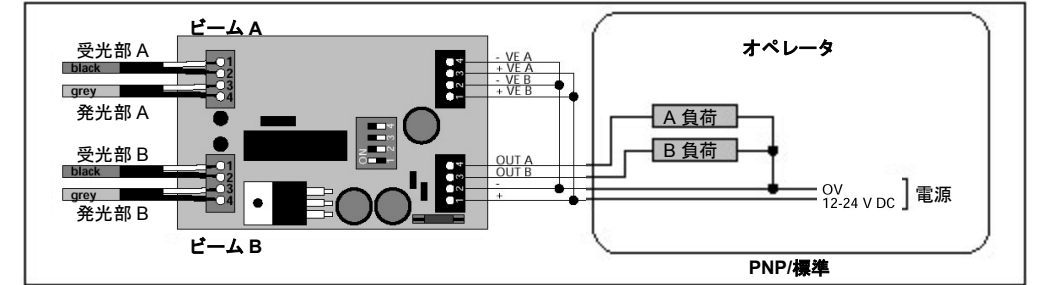 ビーム A
受光部 A
black
grey
発光部 A
1
2
3
4
受光部 B
black
grey
発光部 B
1
2
3
4
ビーム B
ON
1 2 3 4
4
3
2
1
- VE A
+ VE A
- VE B
+ VE B
4
3
2
1
OUT A
OUT B
-
+
オペレータ
A 負荷
B 負荷
0V
12-24 V DC
電源
PNP/標準